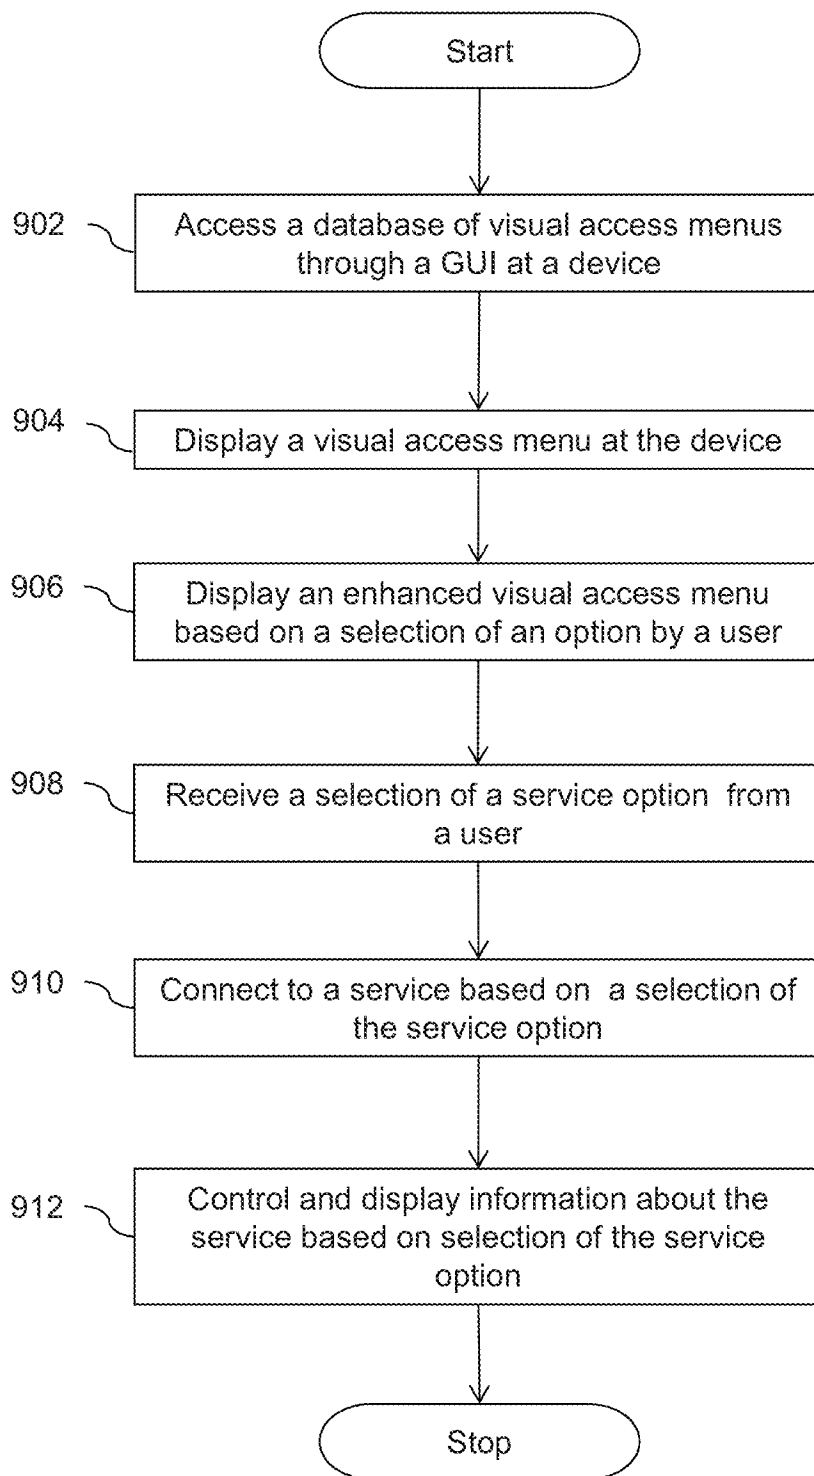 Start
902
Access a database of visual access menus
through a GUI at a device
904
Display a visual access menu at the device
906
Display an enhanced visual access menu
based on a selection of an option by a user
908
Receive a selection of a service option from
a user
910
Connect to a service based on a selection of
the service option
912
Control and display information about the
service based on selection of the service
option
Stop